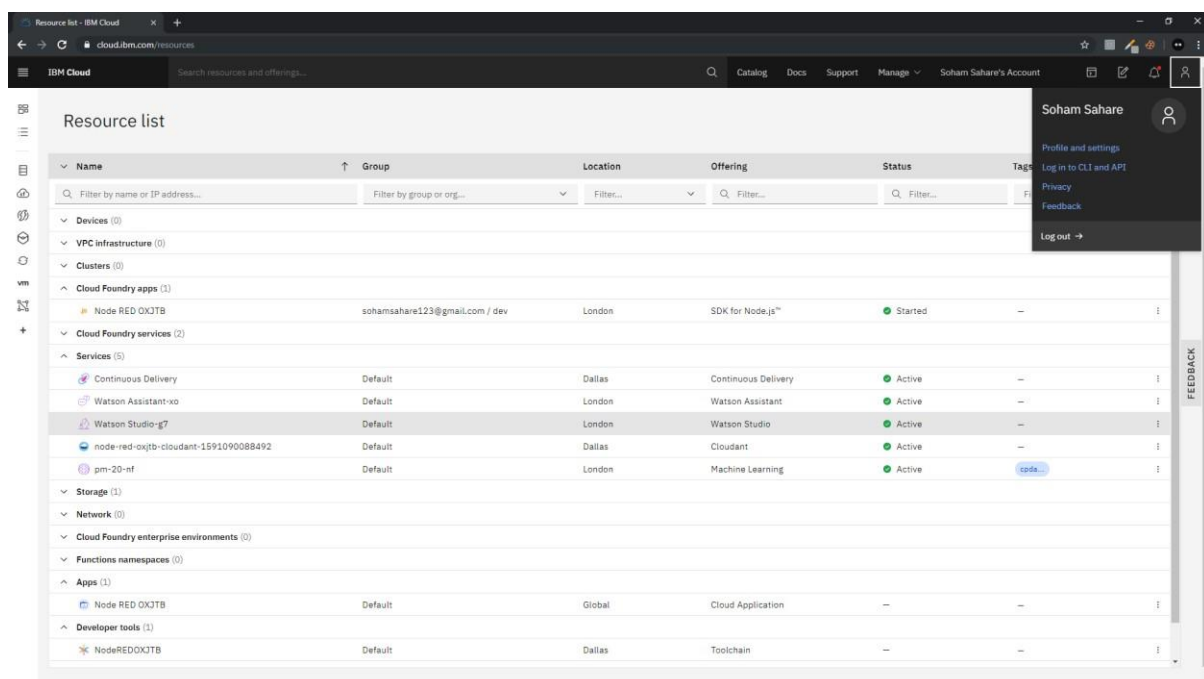 Resource list - IBM Cloud
cloud.ibm.com/resources
IBM Cloud Search resources and offerings... Catalog Docs Support Manage Soham Sahare's Account
Soham Sahare
Profile and settings
Log in to CLI and API
Privacy
Feedback
Log out →
Resource list
Name ↑ Group Location Offering Status Tags
Filter by name or IP address... Filter by group or org... Filter... Filter... Filter... Fi
Devices (0)
VPC infrastructure (0)
Clusters (0)
Cloud Foundry apps (1)
Node RED OXJTB sohamsahare123@gmail.com / dev London SDK for Node.js™ Started –
Cloud Foundry services (2)
Services (5)
Continuous Delivery Default Dallas Continuous Delivery Active –
Watson Assistant-xo Default London Watson Assistant Active –
Watson Studio-g7 Default London Watson Studio Active –
node-red-oxjtb-cloudant-1591090088492 Default Dallas Cloudant Active –
pm-20-nf Default London Machine Learning Active cpda...
Storage (1)
Network (0)
Cloud Foundry enterprise environments (0)
Functions namespaces (0)
Apps (1)
Node RED OXJTB Default Global Cloud Application – –
Developer tools (1)
NodeREDOXJTB Default Dallas Toolchain – –
vm
FEEDBACK